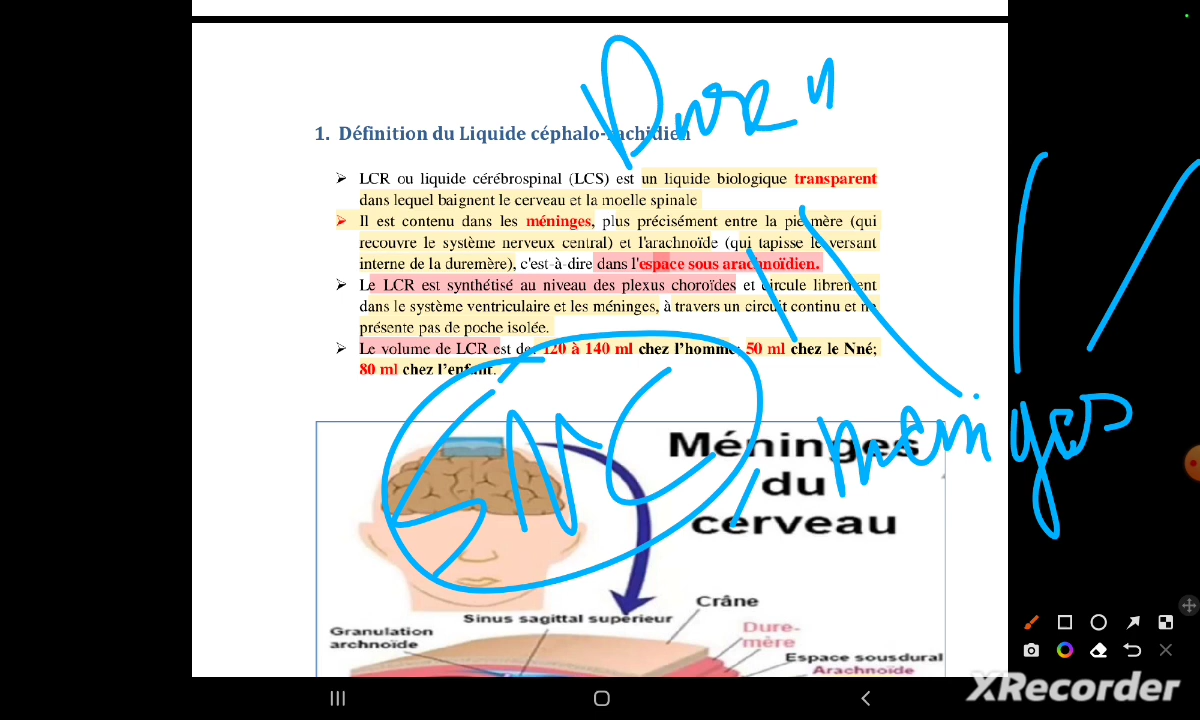 1. Définition du Liquide céphalo-rachidien
➢ LCR ou liquide cérébrospinal (LCS) est un liquide biologique transparent
dans lequel baignent le cerveau et la moelle spinale
➢ Il est contenu dans les méninges, plus précisément entre la pie-mère (qui
recouvre le système nerveux central) et l'arachnoïde (qui tapisse le versant
interne de la duremère), c'est-à-dire dans l'espace sous arachnoïdien.
➢ Le LCR est synthétisé au niveau des plexus choroïdes et circule librement
dans le système ventriculaire et les méninges, à travers un circuit continu et ne
présente pas de poche isolée.
➢ Le volume de LCR est de: 120 à 140 ml chez l'homme; 50 ml chez le Nné;
80 ml chez l'enfant.
SNC
Méninges
du
cerveau
Crâne
Sinus sagittal supérieur
Granulation
archnoïde
Dure-
mère
Espace sousdural
Arachnoïde
XRecorder